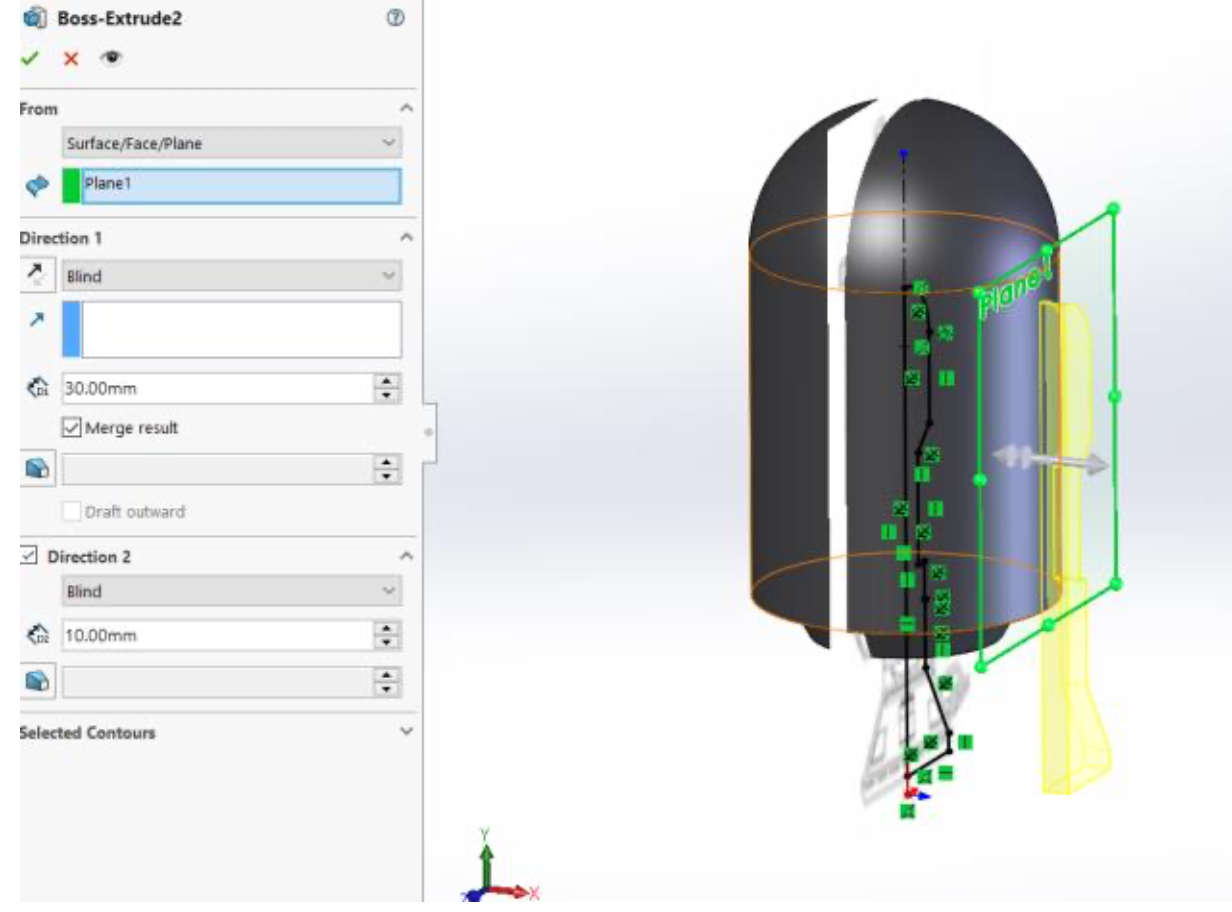 Boss-Extrude2
From
Surface/Face/Plane
Plane1
Direction 1
Blind
30.00mm
Merge result
Draft outward
Direction 2
Blind
10.00mm
Selected Contours
Plane1
Y
X